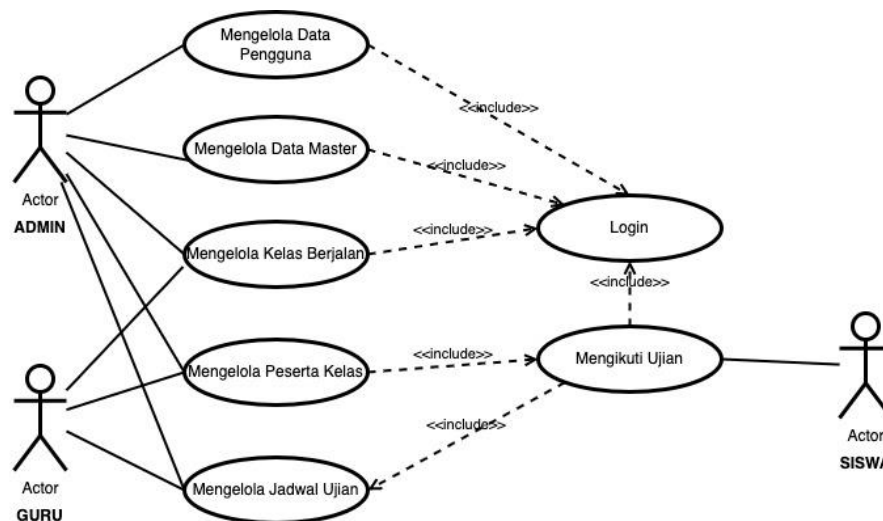 Mengelola Data
Pengguna
<<include>>
Mengelola Data Master
<<include>>
Actor
ADMIN
Login
Mengelola Kelas Berjalan
<<include>>
<<include>>
Mengelola Peserta Kelas
<<include>>
Mengikuti Ujian
<<include>>
Actor
SISWA
Mengelola Jadwal Ujian
Actor
GURU